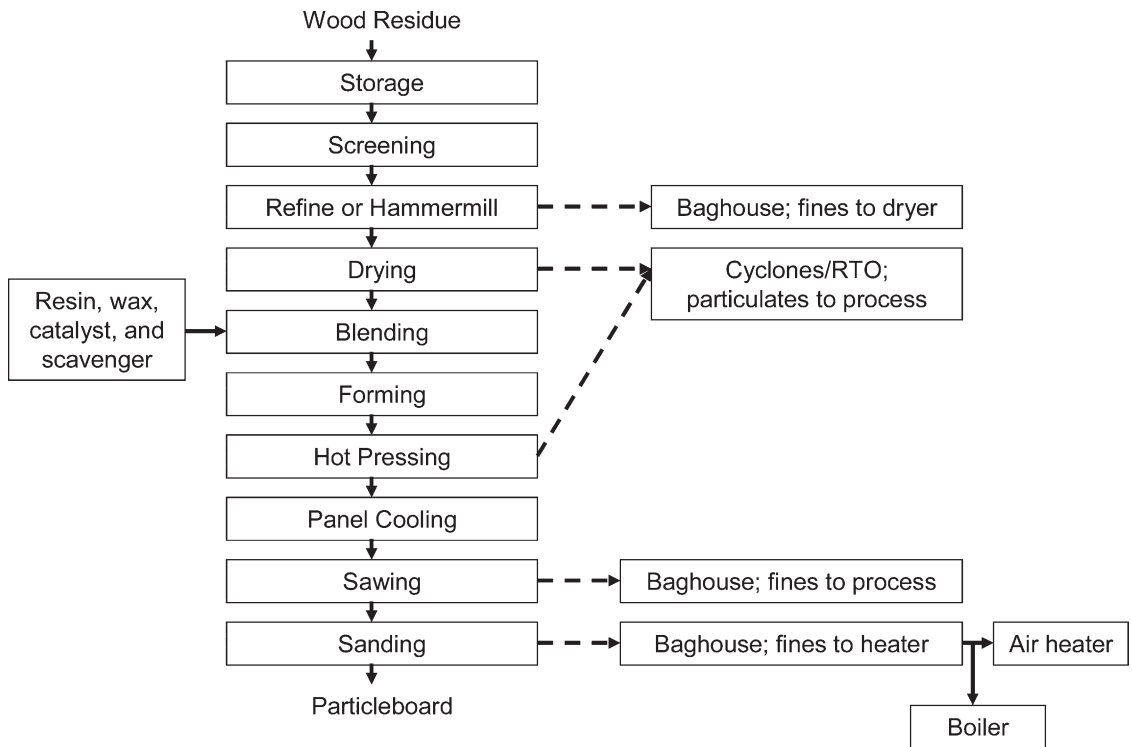 Wood Residue
Storage
Screening
Refine or Hammermill
Baghouse; fines to dryer
Drying
Cyclones/RTO;
particulates to process
Resin, wax,
catalyst, and
scavenger
Blending
Forming
Hot Pressing
Panel Cooling
Sawing
Baghouse; fines to process
Sanding
Baghouse; fines to heater
Air heater
Particleboard
Boiler